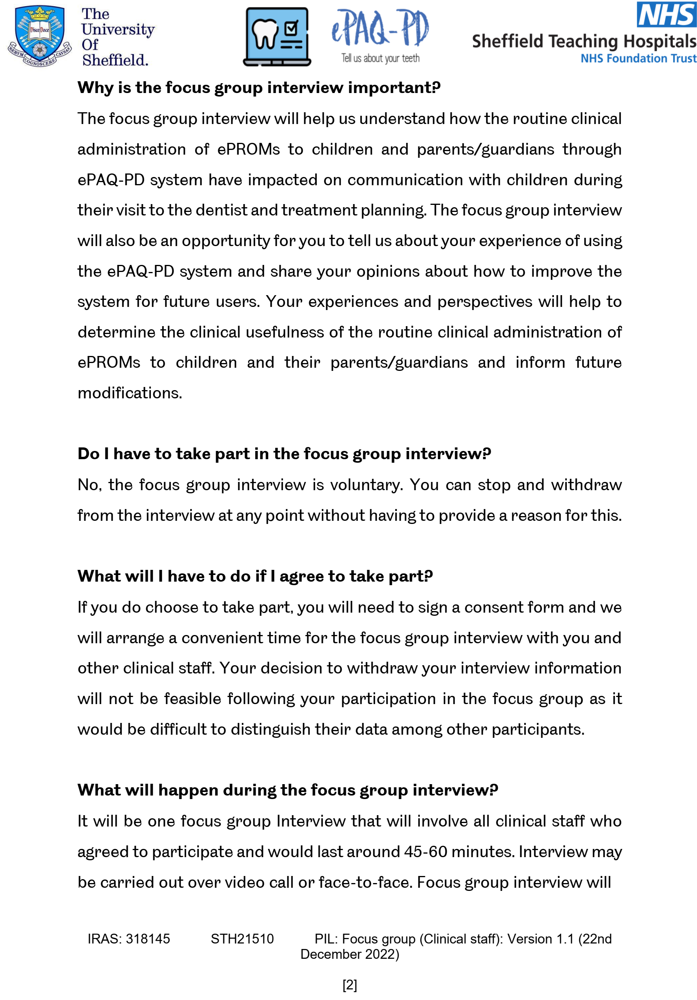 The
University
Of
Sheffield.
Disce Doce
RERVM COGNOSCERE CAVSAS
ePAQ-PD
Tell us about your teeth
NHS
Sheffield Teaching Hospitals
NHS Foundation Trust
Why is the focus group interview important?
The focus group interview will help us understand how the routine clinical
administration of ePROMs to children and parents/guardians through
ePAQ-PD system have impacted on communication with children during
their visit to the dentist and treatment planning. The focus group interview
will also be an opportunity for you to tell us about your experience of using
the ePAQ-PD system and share your opinions about how to improve the
system for future users. Your experiences and perspectives will help to
determine the clinical usefulness of the routine clinical administration of
ePROMs to children and their parents/guardians and inform future
modifications.
Do I have to take part in the focus group interview?
No, the focus group interview is voluntary. You can stop and withdraw
from the interview at any point without having to provide a reason for this.
What will I have to do if I agree to take part?
If you do choose to take part, you will need to sign a consent form and we
will arrange a convenient time for the focus group interview with you and
other clinical staff. Your decision to withdraw your interview information
will not be feasible following your participation in the focus group as it
would be difficult to distinguish their data among other participants.
What will happen during the focus group interview?
It will be one focus group Interview that will involve all clinical staff who
agreed to participate and would last around 45-60 minutes. Interview may
be carried out over video call or face-to-face. Focus group interview will
IRAS: 318145 STH21510 PIL: Focus group (Clinical staff): Version 1.1 (22nd
December 2022)
[2]